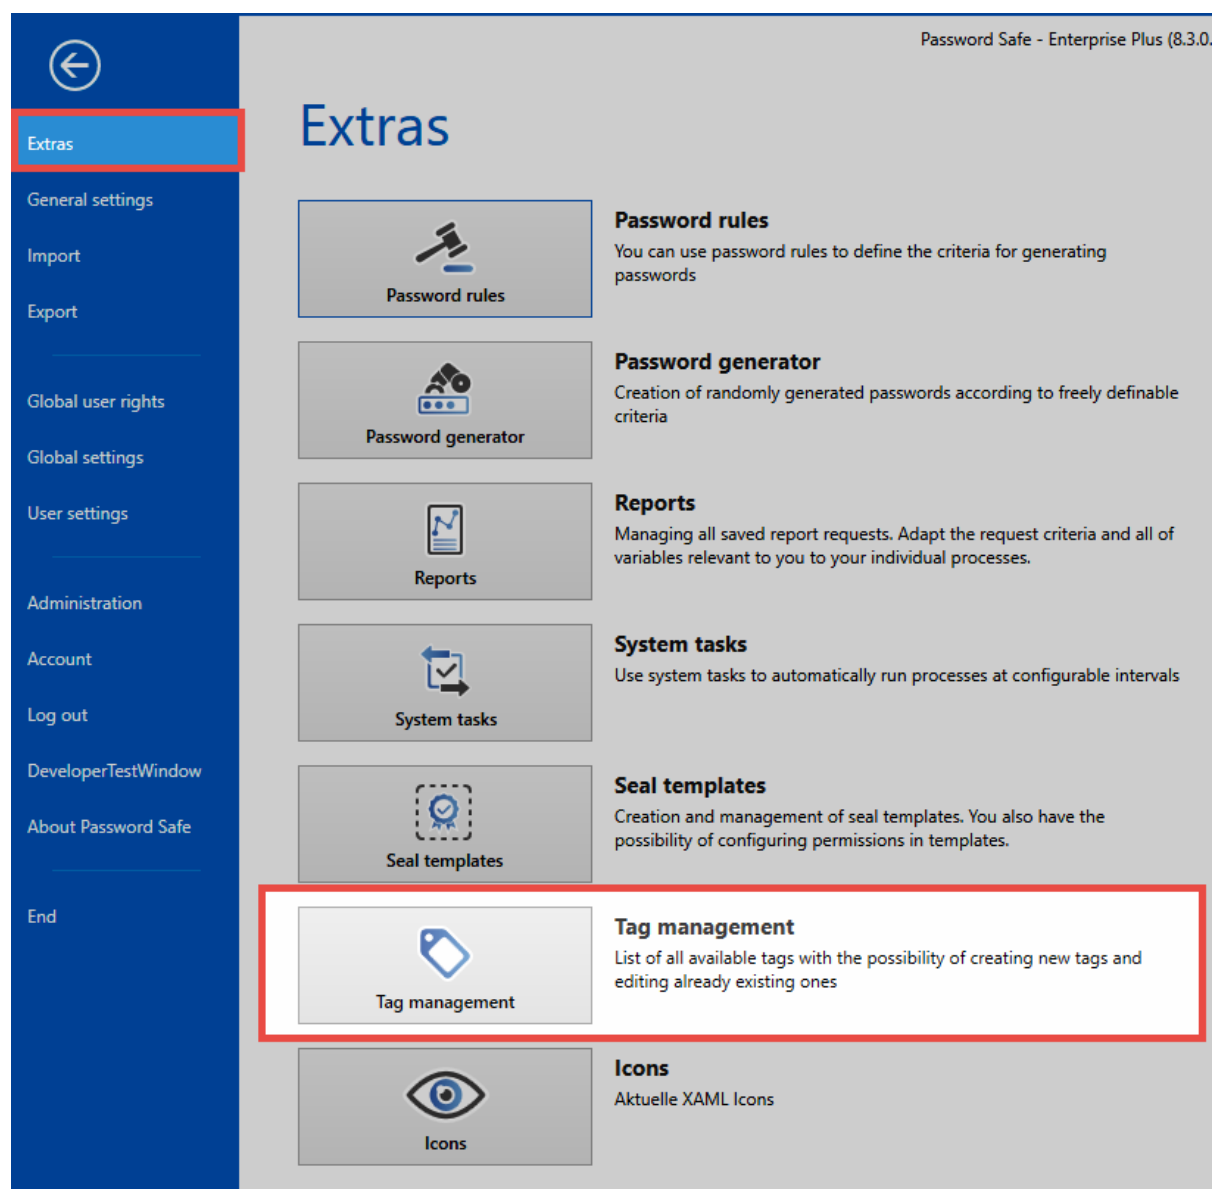 Password Safe - Enterprise Plus (8.3.0.
Extras
General settings
Import
Export
Global user rights
Global settings
User settings
Administration
Account
Log out
DeveloperTestWindow
About Password Safe
End
Extras
Password rules
Password rules
You can use password rules to define the criteria for generating
passwords
Password generator
Password generator
Creation of randomly generated passwords according to freely definable
criteria
Reports
Reports
Managing all saved report requests. Adapt the request criteria and all of
variables relevant to you to your individual processes.
System tasks
System tasks
Use system tasks to automatically run processes at configurable intervals
Seal templates
Seal templates
Creation and management of seal templates. You also have the
possibility of configuring permissions in templates.
Tag management
Tag management
List of all available tags with the possibility of creating new tags and
editing already existing ones
Icons
Icons
Aktuelle XAML Icons